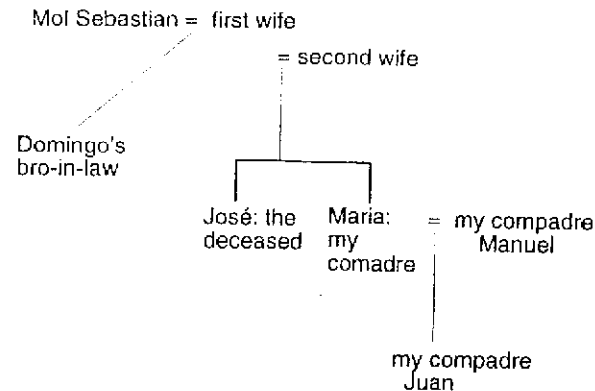 Mol Sebastian = first wife
= second wife
Domingo's
bro-in-law
José: the
deceased
Maria:
my
comadre
= my compadre
Manuel
my compadre
Juan